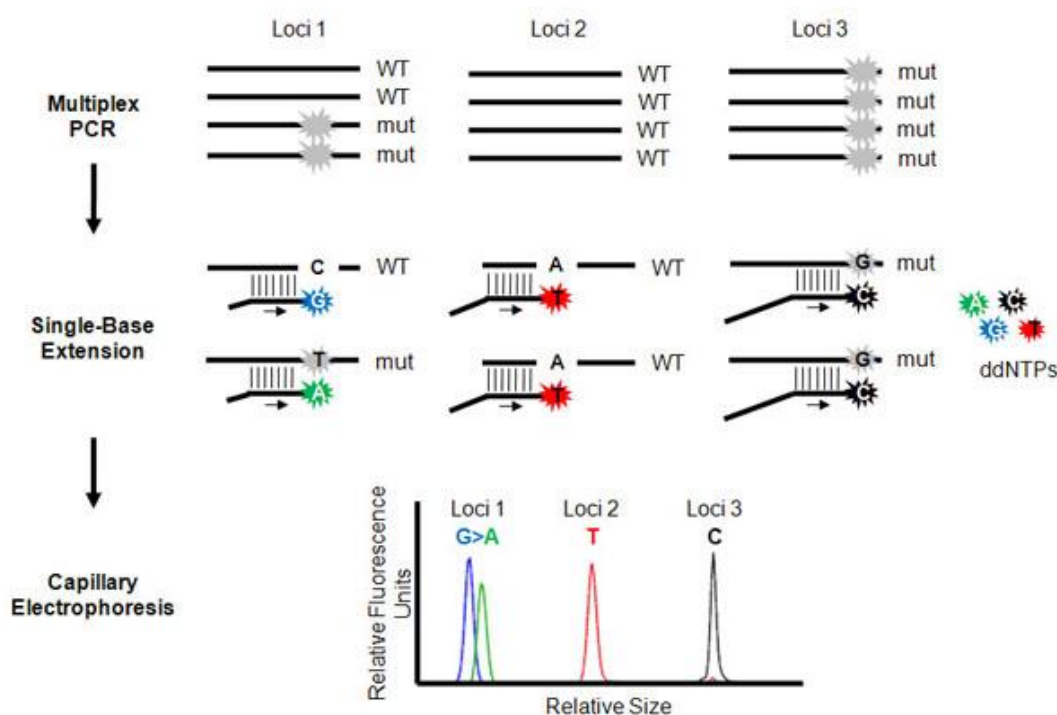 Loci 1
Loci 2
Loci 3
Multiplex
PCR
WT
WT
mut
mut
WT
WT
WT
WT
mut
mut
mut
mut
Single-Base
Extension
C
WT
G
A
WT
T
G
mut
C
T
mut
A
A
WT
T
G
mut
C
A
C
G
T
ddNTPs
Capillary
Electrophoresis
Relative Fluorescence
Units
Loci 1
Loci 2
Loci 3
G>A
T
C
Relative Size